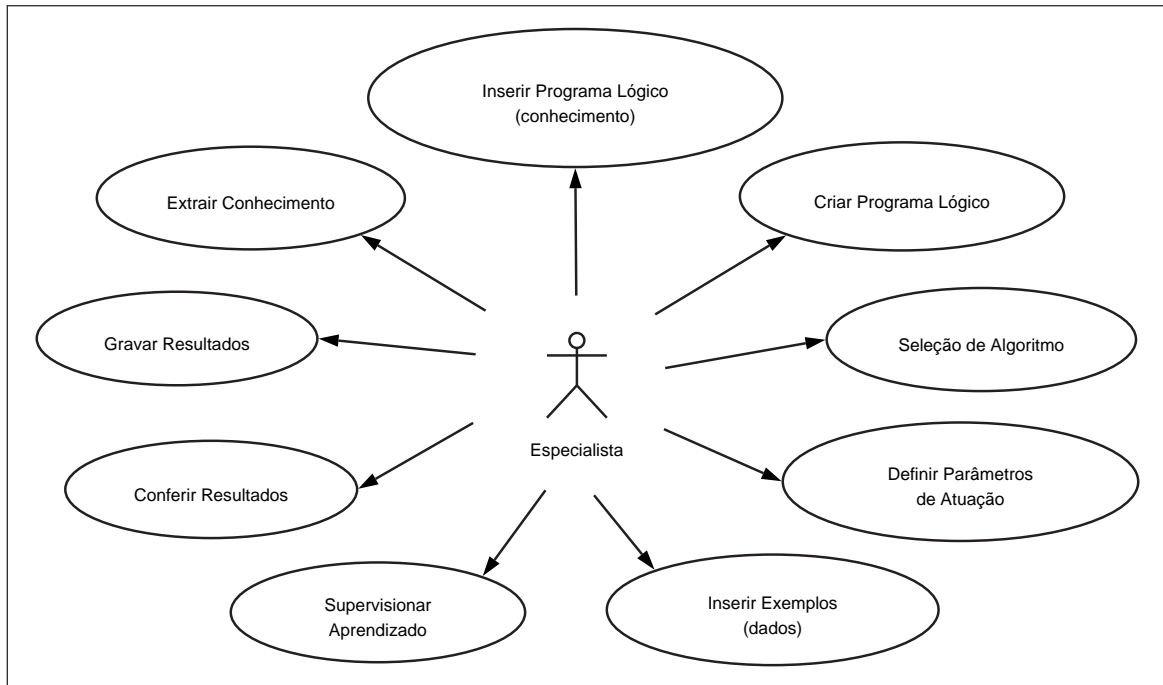 Inserir Programa Lógico
(conhecimento)
Extrair Conhecimento
Criar Programa Lógico
Gravar Resultados
Seleção de Algoritmo
Especialista
Conferir Resultados
Definir Parâmetros
de Atuação
Supervisionar
Aprendizado
Inserir Exemplos
(dados)